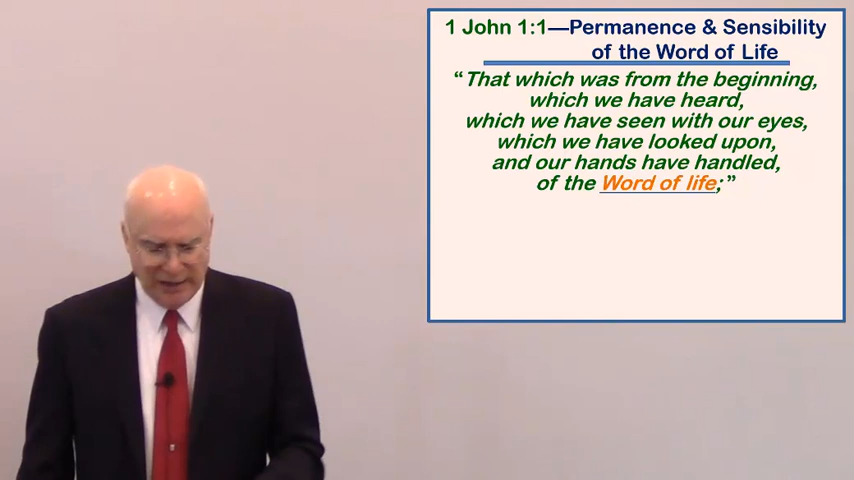 1 John 1:1—Permanence & Sensibility
of the Word of Life
“That which was from the beginning,
which we have heard,
which we have seen with our eyes,
which we have looked upon,
and our hands have handled,
of the Word of life;”